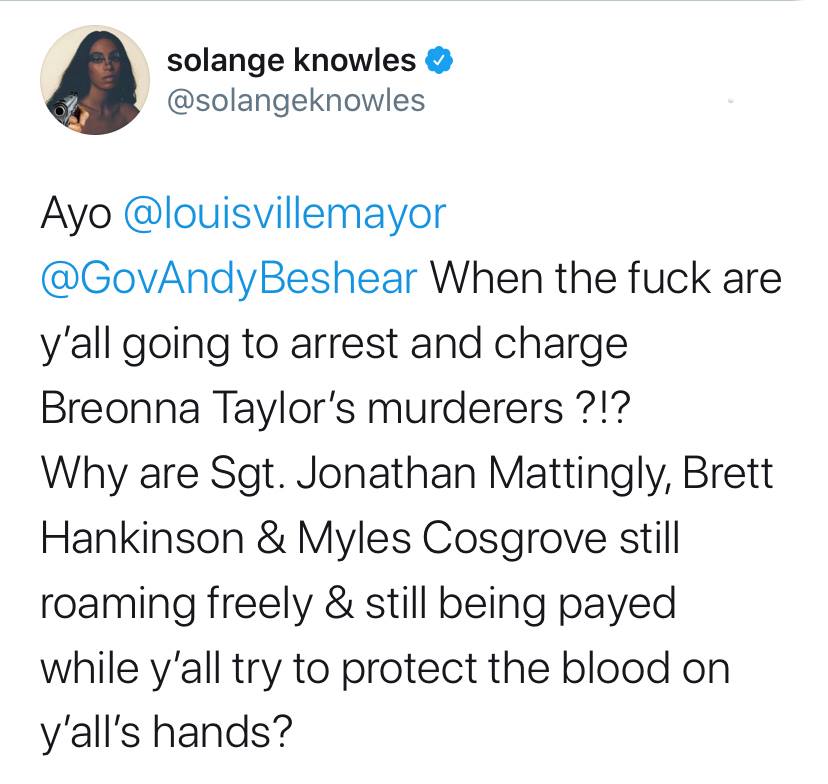 solange knowles
@solangeknowles
Ayo @louisvillemayor
@GovAndyBeshear When the fuck are
y’all going to arrest and charge
Breonna Taylor’s murderers ?!?
Why are Sgt. Jonathan Mattingly, Brett
Hankinson & Myles Cosgrove still
roaming freely & still being payed
while y’all try to protect the blood on
y’all’s hands?